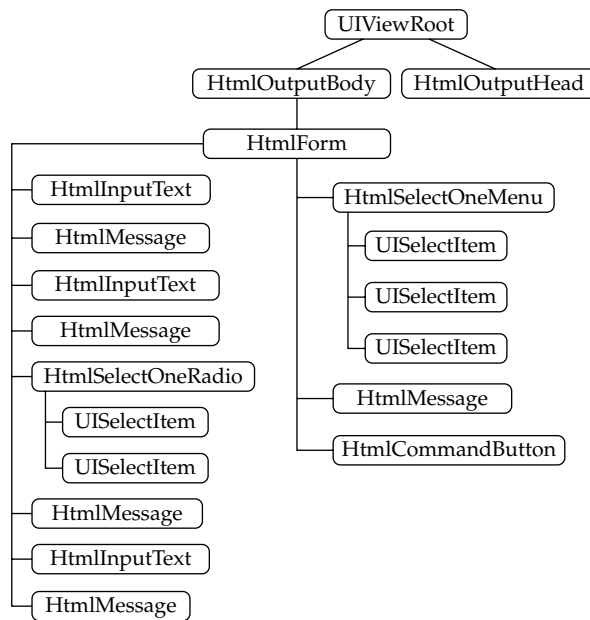 UIViewRoot
HtmlOutputBody
HtmlOutputHead
HtmlForm
HtmlInputText
HtmlMessage
HtmlInputText
HtmlMessage
HtmlSelectOneRadio
UISelectItem
UISelectItem
HtmlMessage
HtmlInputText
HtmlMessage
HtmlSelectOneMenu
UISelectItem
UISelectItem
UISelectItem
HtmlMessage
HtmlCommandButton